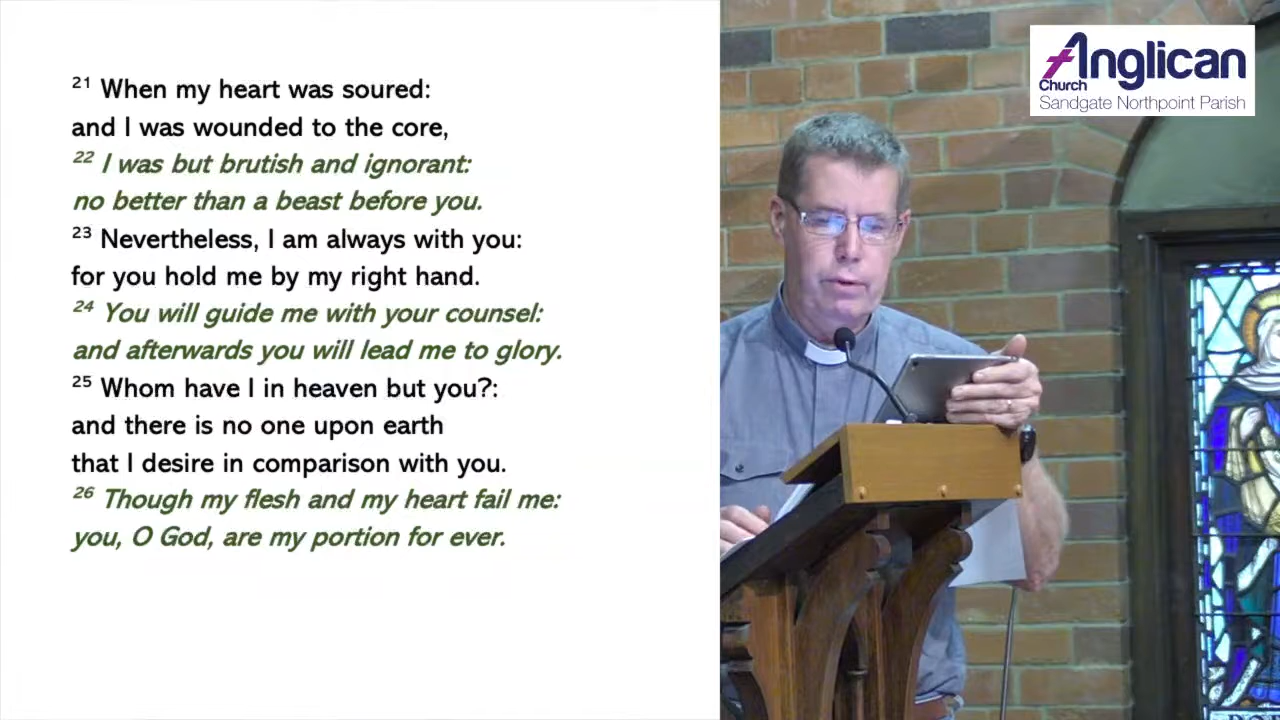 21 When my heart was soured:
and I was wounded to the core,
22 I was but brutish and ignorant:
no better than a beast before you.
23 Nevertheless, I am always with you:
for you hold me by my right hand.
24 You will guide me with your counsel:
and afterwards you will lead me to glory.
25 Whom have I in heaven but you?:
and there is no one upon earth
that I desire in comparison with you.
26 Though my flesh and my heart fail me:
you, O God, are my portion for ever.
Anglican
Church
Sandgate Northpoint Parish